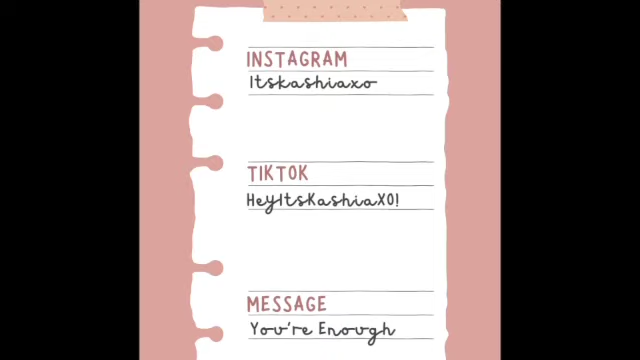 INSTAGRAM
Itskashiaxo
TIKTOK
HeyItsKashiaXO!
MESSAGE
You're Enough